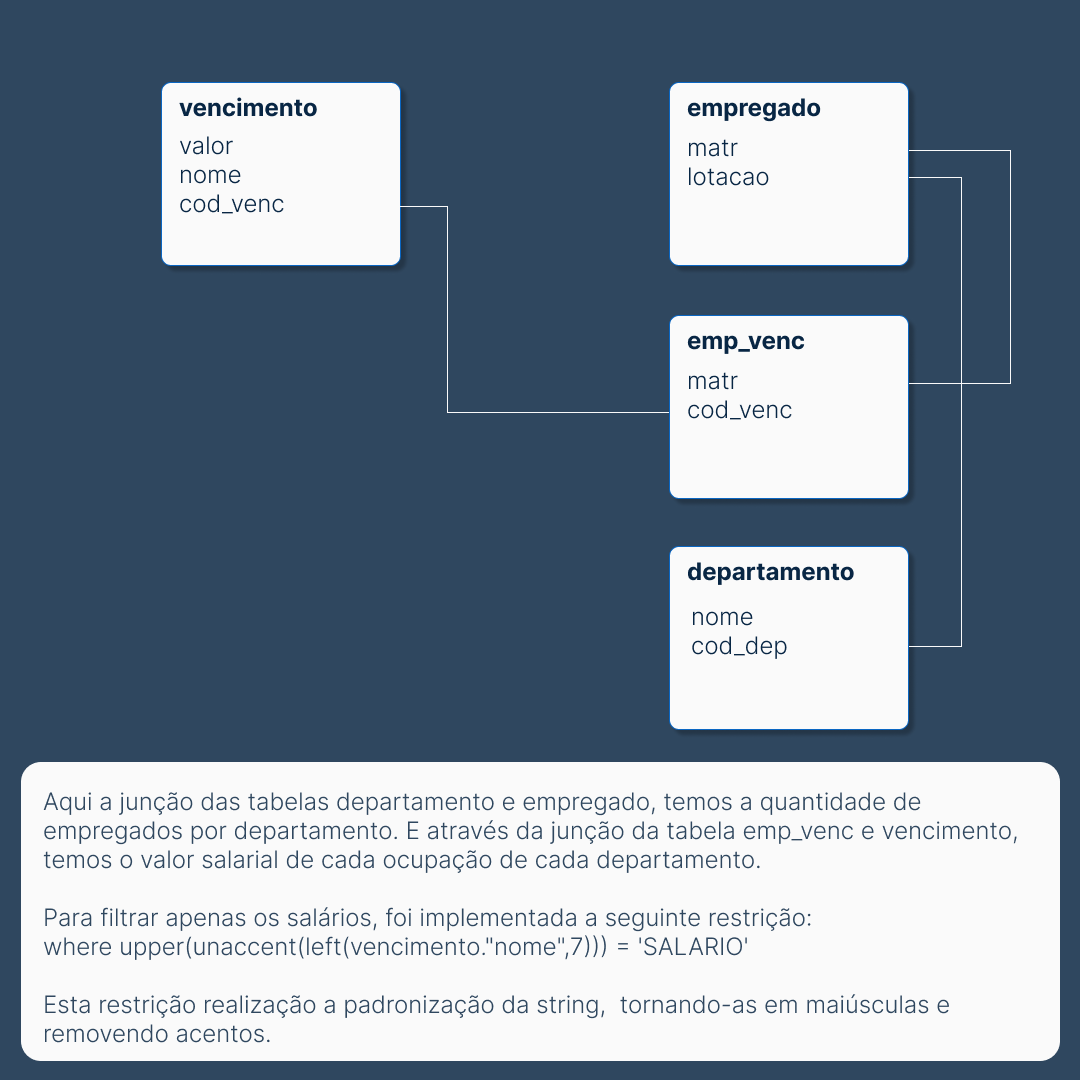 vencimento
valor
nome
cod_venc
empregado
matr
lotacao
emp_venc
matr
cod_venc
departamento
nome
cod_dep
Aqui a junção das tabelas departamento e empregado, temos a quantidade de
empregados por departamento. E através da junção da tabela emp_venc e vencimento,
temos o valor salarial de cada ocupação de cada departamento.
Para filtrar apenas os salários, foi implementada a seguinte restrição:
where upper(unaccent(left(vencimento."nome",7))) = 'SALARIO'
Esta restrição realização a padronização da string,  tornando-as em maiúsculas e
removendo acentos.